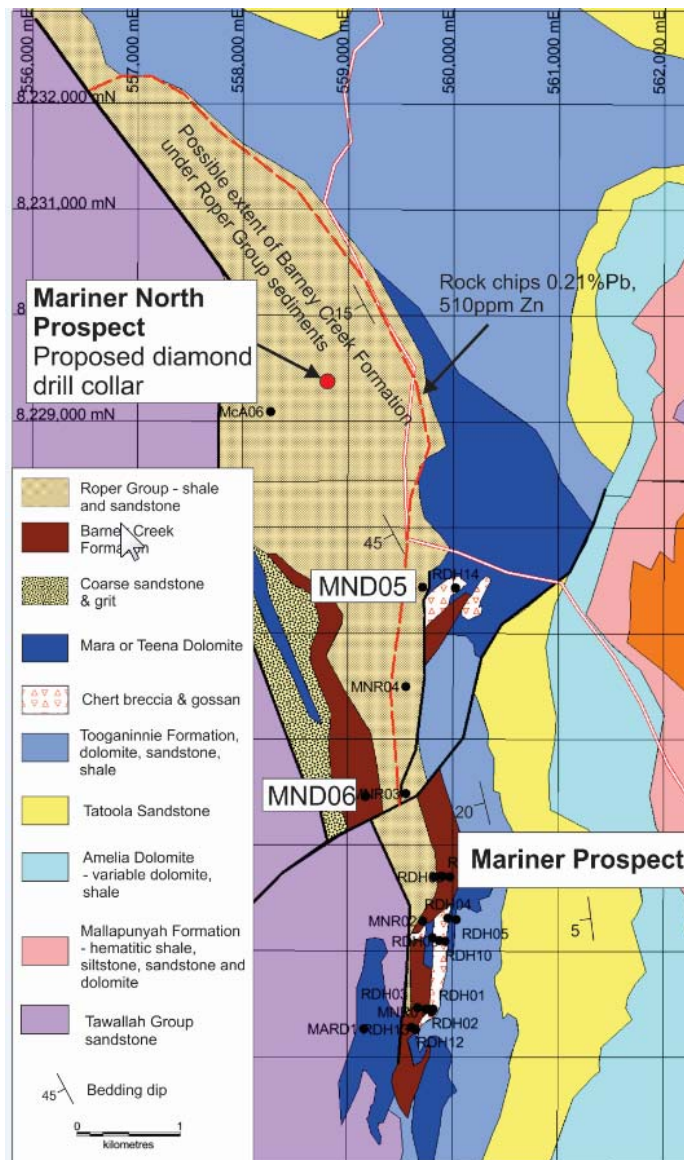 556,000 mE
557,000 mE
558,000 mE
559,000 mE
560,000 mE
561,000 mE
562,000 mE
8,232,000 mN
8,231,000 mN
Possible extent of Barney Creek Formation
under Roper Group sediments
15
Rock chips 0.21%Pb,
510ppm Zn
Mariner North
Prospect
Proposed diamond
drill collar
McA06
8,229,000 mN
45
MND05
RDH14
MNR04
MND06
20
Mariner Prospect
RDH04
MNR02
RDH05
RDH10
5
RDH03
RDH01
RDH02
MARD1
RDH12
Roper Group - shale
and sandstone
Creek
Coarse sandstone
& grit
Mara or Teena Dolomite
Chert breccia & gossan
Tooganinnie Formation,
dolomite, sandstone,
shale
Tatoola Sandstone
Amelia Dolomite
- variable dolomite,
shale
Mallapunyah Formation
- hematitic shale,
siltstone, sandstone and
dolomite
Tawallah Group
sandstone
45
Bedding dip
0 1
kilometres